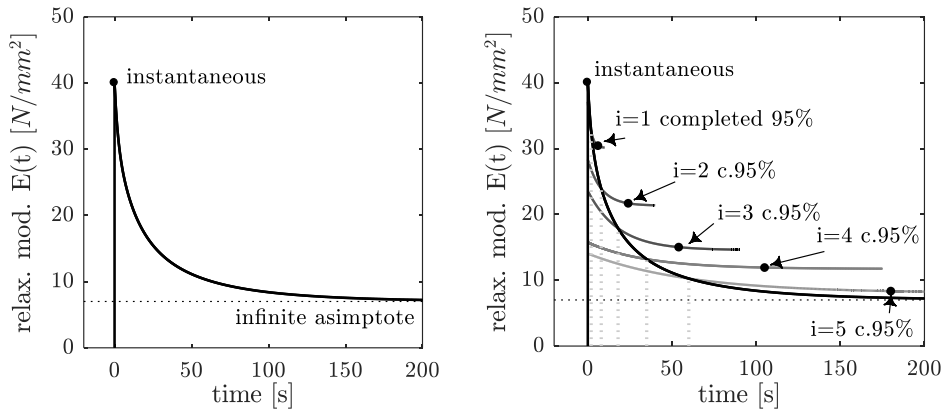 relax. mod. E(t) [N/mm²]
50
40
30
20
10
0
instantaneous
infinite asimptote
0
50
100
150
200
time [s]
relax. mod. E(t) [N/mm²]
50
40
30
20
10
0
instantaneous
i=1 completed 95%
i=2 c.95%
i=3 c.95%
i=4 c.95%
i=5 c.95%
0
50
100
150
200
time [s]